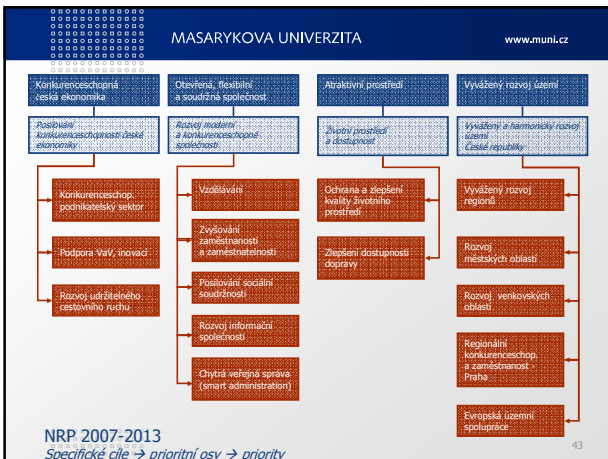 MASARYKOVA UNIVERZITA
www.muni.cz
Konkurenceschopná
česká ekonomika
Posilování
konkurenceschopnosti české
ekonomiky
Konkurenceschop.
podnikatelský sektor
Podpora VaV, inovací
Rozvoj udržitelného
cestovního ruchu
Otevřená, flexibilní
a soudržná společnost
Rozvoj moderní
a konkurenceschopné
společnosti
Vzdělávání
Zvyšování
zaměstnanosti
a zaměstnatelnosti
Posilování sociální
soudržnosti
Rozvoj informační
společnosti
Chytrá veřejná správa
(smart administration)
Atraktivní prostředí
Životní prostředí
a dostupnost
Ochrana a zlepšení
kvality životního
prostředí
Zlepšení dostupnosti
dopravy
Vyvážený rozvoj území
Vyvážený a harmonický rozvoj
území
České republiky
Vyvážený rozvoj
regionů
Rozvoj
městských oblastí
Rozvoj venkovských
oblastí
Regionální
konkurenceschop.
a zaměstnanost -
Praha
Evropská územní
spolupráce
NRP 2007-2013
Specifické cíle → prioritní osy → priority
43